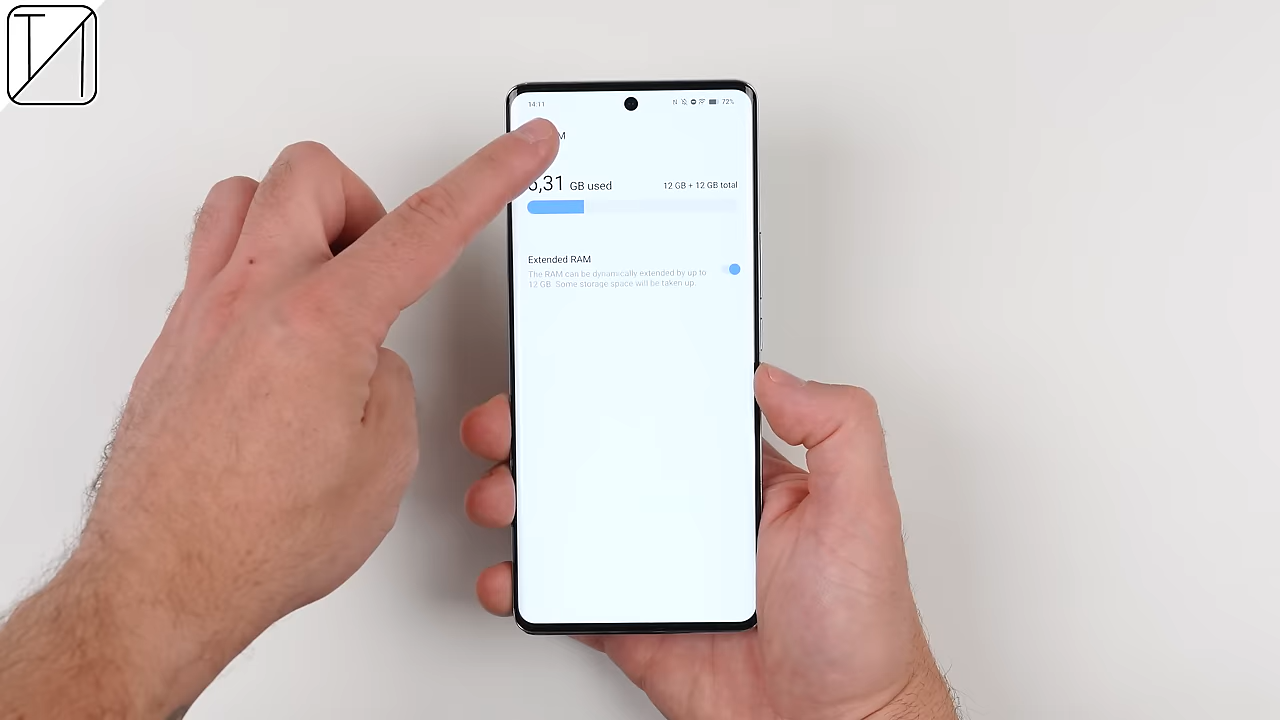 14:11
72%
,31 GB used
12 GB + 12 GB total
Extended RAM
The RAM can be dynamically extended by up to
12 GB. Some storage space will be taken up.